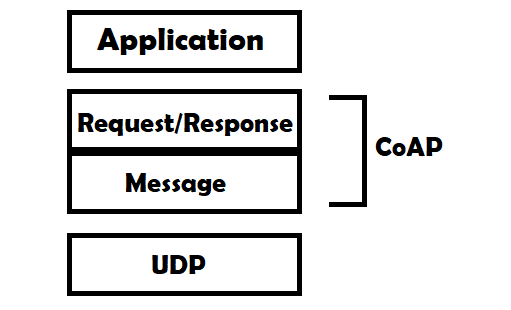 Application
Request/Response
CoAP
Message
UDP